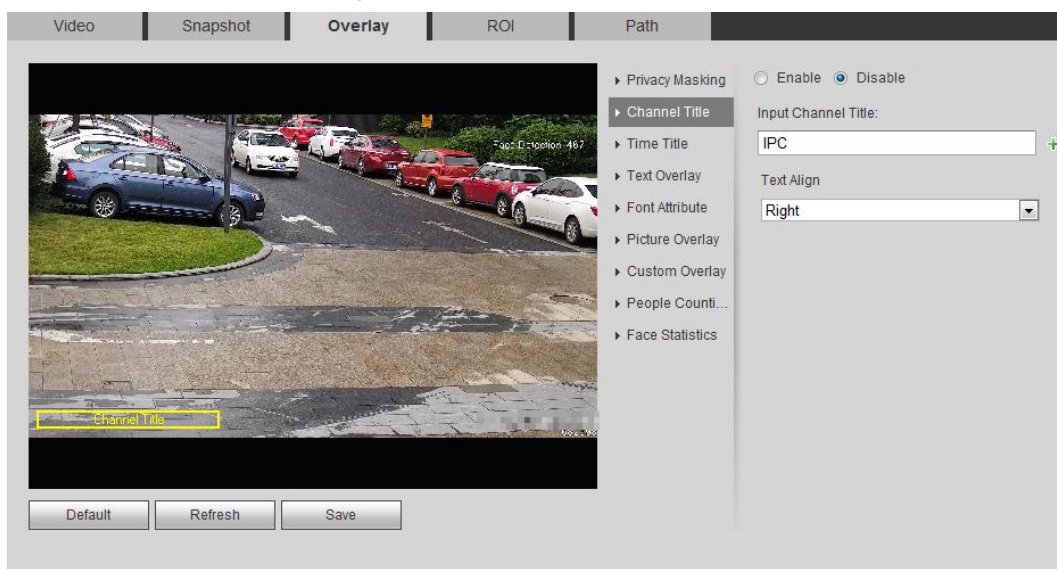 Video Snapshot Overlay ROI Path
Face Detection 467
Channel Title
Default Refresh Save
Privacy Masking
Channel Title
Time Title
Text Overlay
Font Attribute
Picture Overlay
Custom Overlay
People Counti...
Face Statistics
Enable Disable
Input Channel Title:
IPC
Text Align
Right